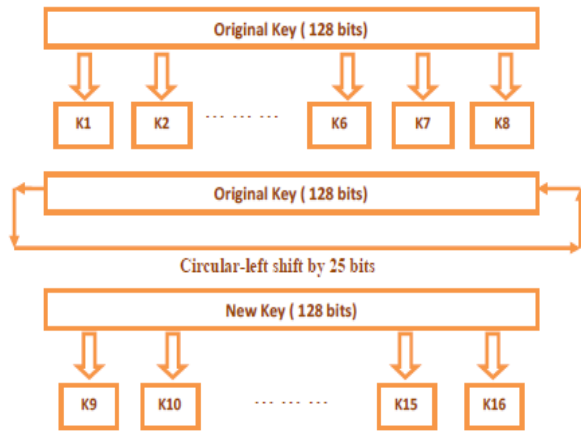 Original Key ( 128 bits)
K1 K2 ... ... ... K6 K7 K8
Original Key ( 128 bits)
Circular-left shift by 25 bits
New Key ( 128 bits)
K9 K10 ... ... ... K15 K16